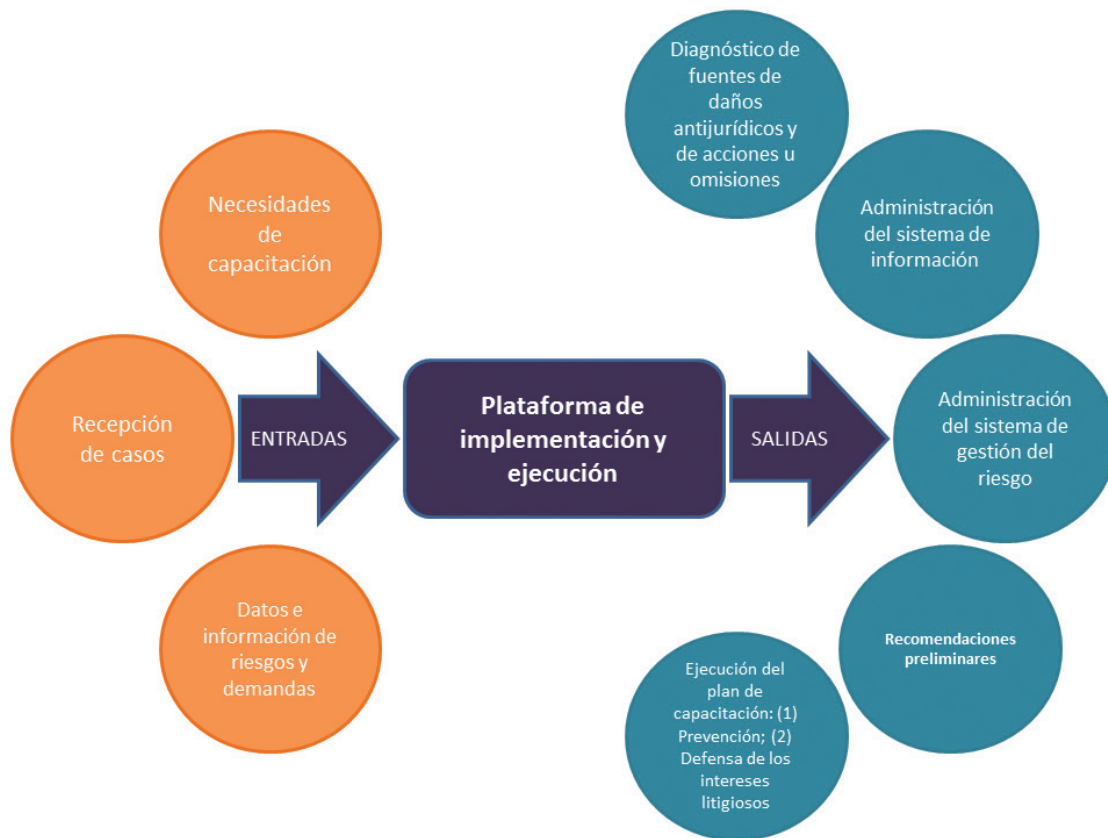 Necesidades
de
capacitación
Recepción
de casos
Datos e
información de
riesgos y
demandas
ENTRADAS
Plataforma de
implementación y
ejecución
SALIDAS
Diagnóstico de
fuentes de
daños
antijurídicos y
de acciones u
omisiones
Administración
del sistema de
información
Administración
del sistema de
gestión del
riesgo
Recomendaciones
preliminares
Ejecución del
plan de
capacitación: (1)
Prevención; (2)
Defensa de los
intereses
litigiosos